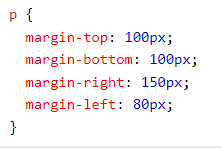 p {
  margin-top: 100px;
  margin-bottom: 100px;
  margin-right: 150px;
  margin-left: 80px;
}